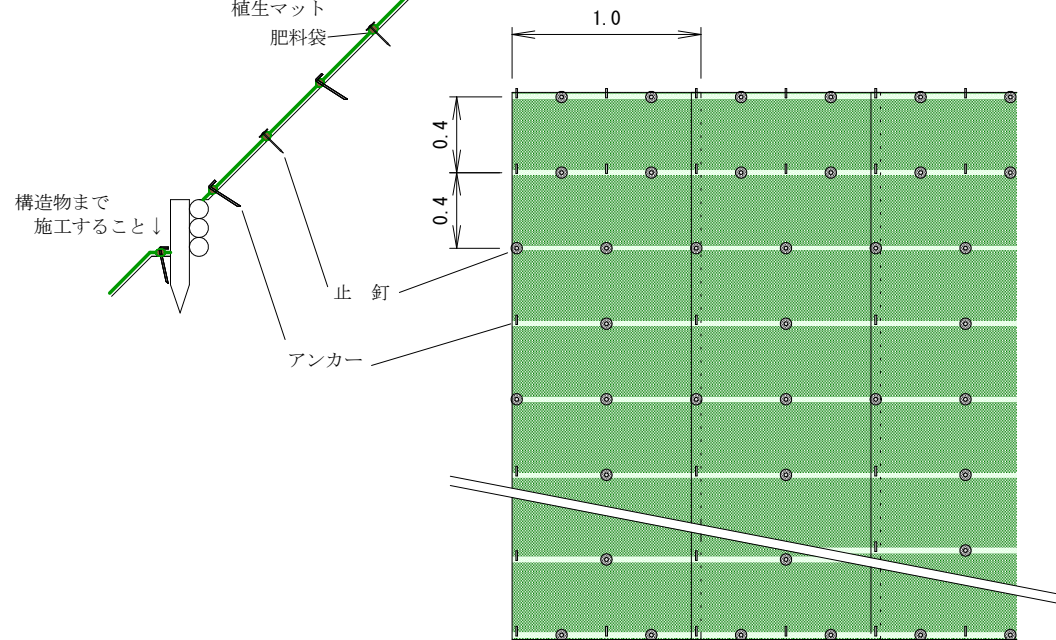 植生マット
肥料袋
構造物まで
施工すること↓
止 釘
アンカー
1.0
0.4
0.4